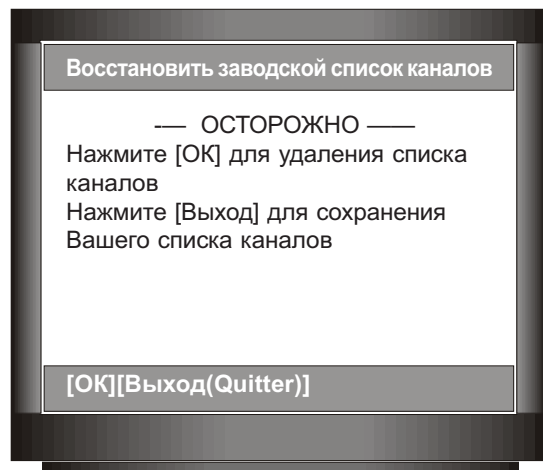 Восстановить заводской список каналов
-— ОСТОРОЖНО ——
Нажмите [ОК] для удаления списка
каналов
Нажмите [Выход] для сохранения
Вашего списка каналов
[ОК][Выход(Quitter)]